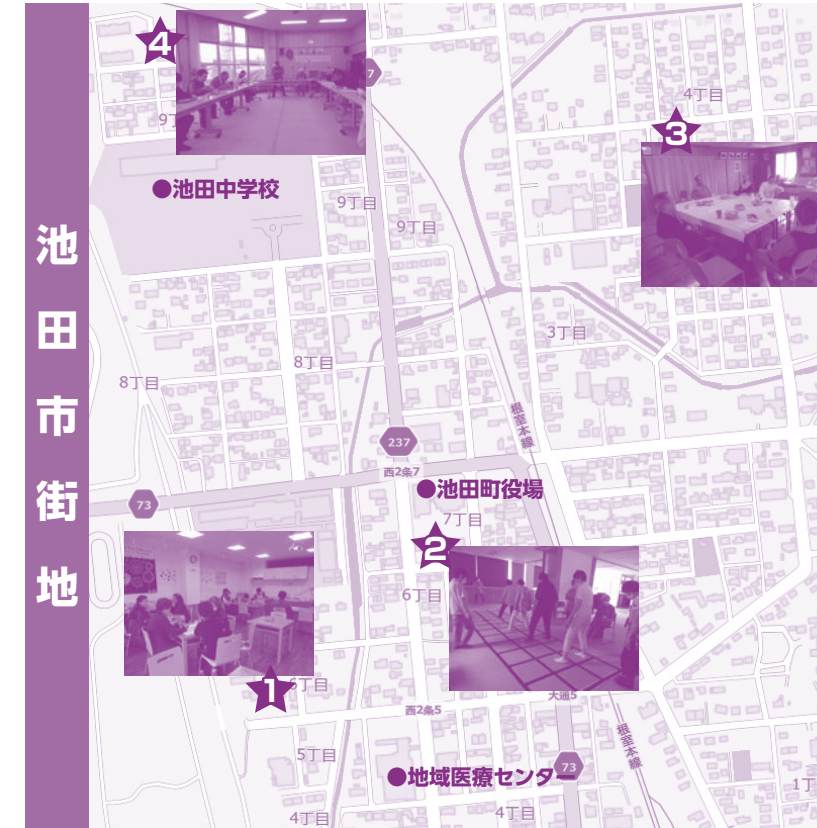 池田市街地
4
7
4丁目
9丁
3
●池田中学校
9丁目
9丁目
3丁目
8丁目
8丁目
根室本線
237
西2条7
●池田町役場
73
7丁目
2
6丁目
1
5丁目
大通5
西2条5
根室本線
5丁目
●地域医療センター
73
1丁
4丁目
4丁目